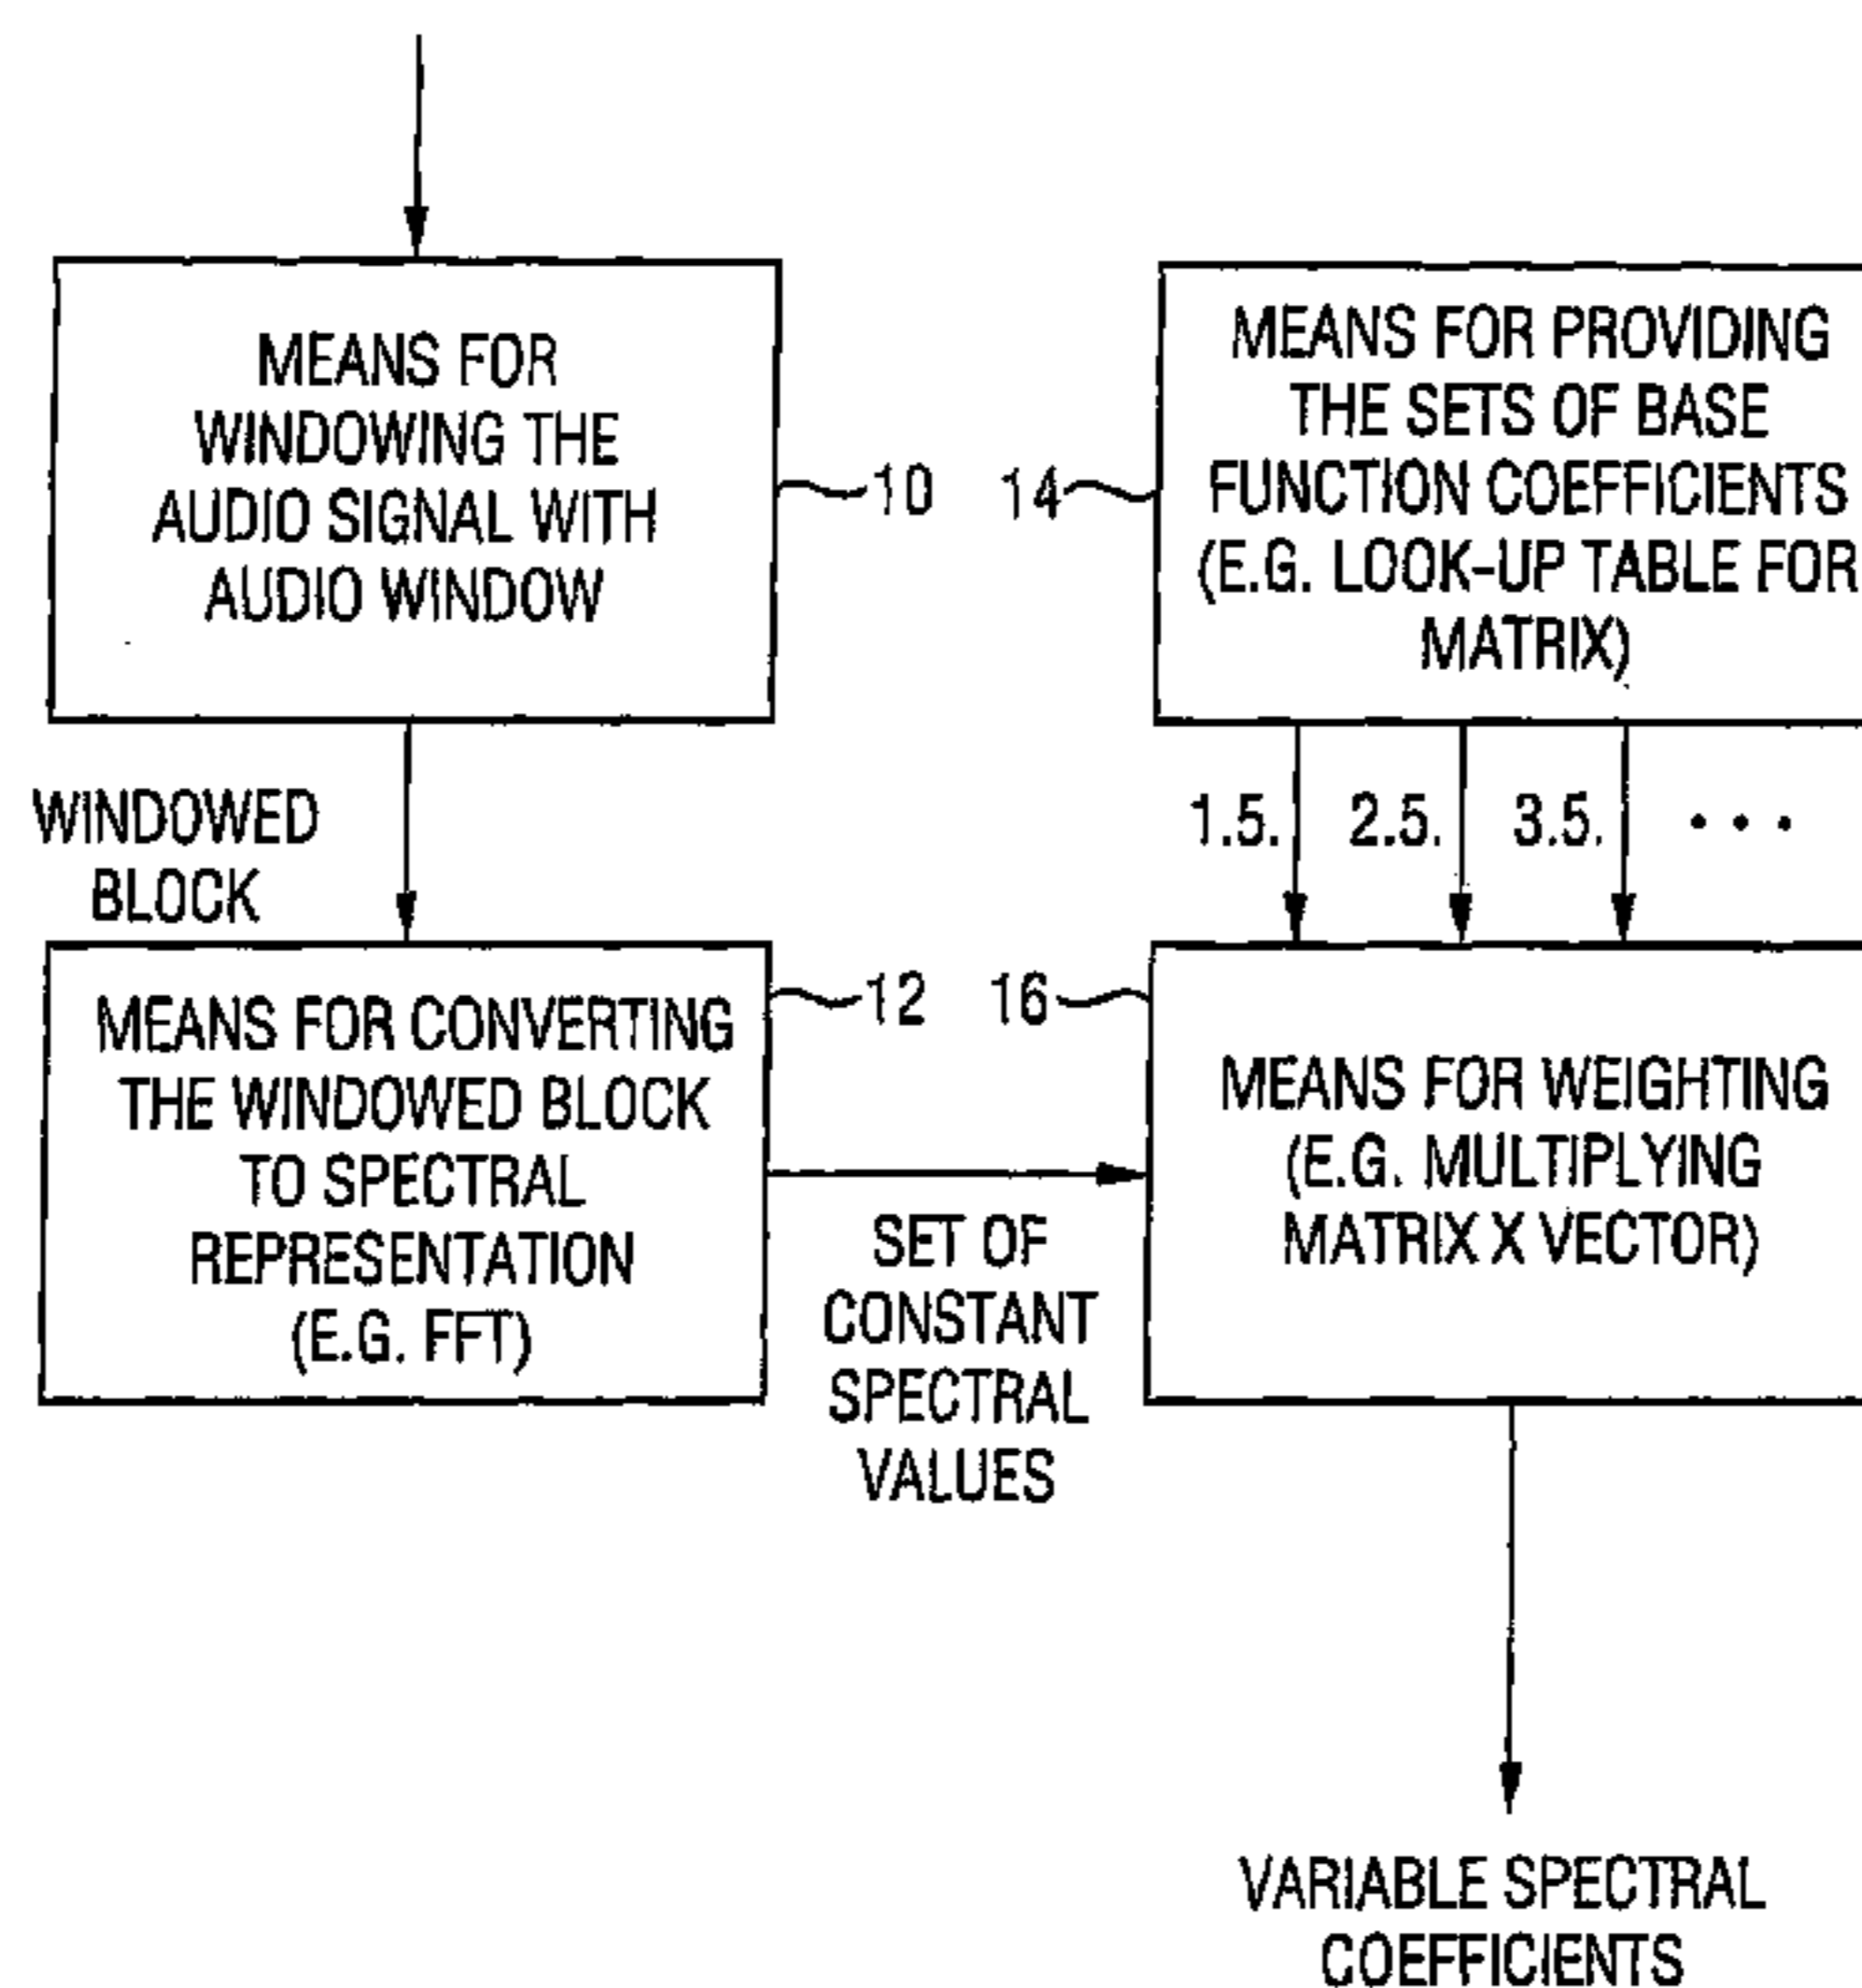 MEANS FOR
WINDOWING THE
AUDIO SIGNAL WITH
AUDIO WINDOW
10
14
MEANS FOR PROVIDING
THE SETS OF BASE
FUNCTION COEFFICIENTS
(E.G. LOOK-UP TABLE FOR
MATRIX)
WINDOWED
BLOCK
1.5.
2.5.
3.5.
• • •
MEANS FOR CONVERTING
THE WINDOWED BLOCK
TO SPECTRAL
REPRESENTATION
(E.G. FFT)
12
16
MEANS FOR WEIGHTING
(E.G. MULTIPLYING
MATRIX X VECTOR)
SET OF
CONSTANT
SPECTRAL
VALUES
VARIABLE SPECTRAL
COEFFICIENTS